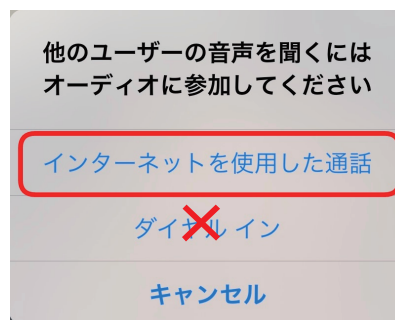 他のユーザーの音声を聞くには
オーディオに参加してください
インターネットを使用した通話
ダイヤル イン
キャンセル